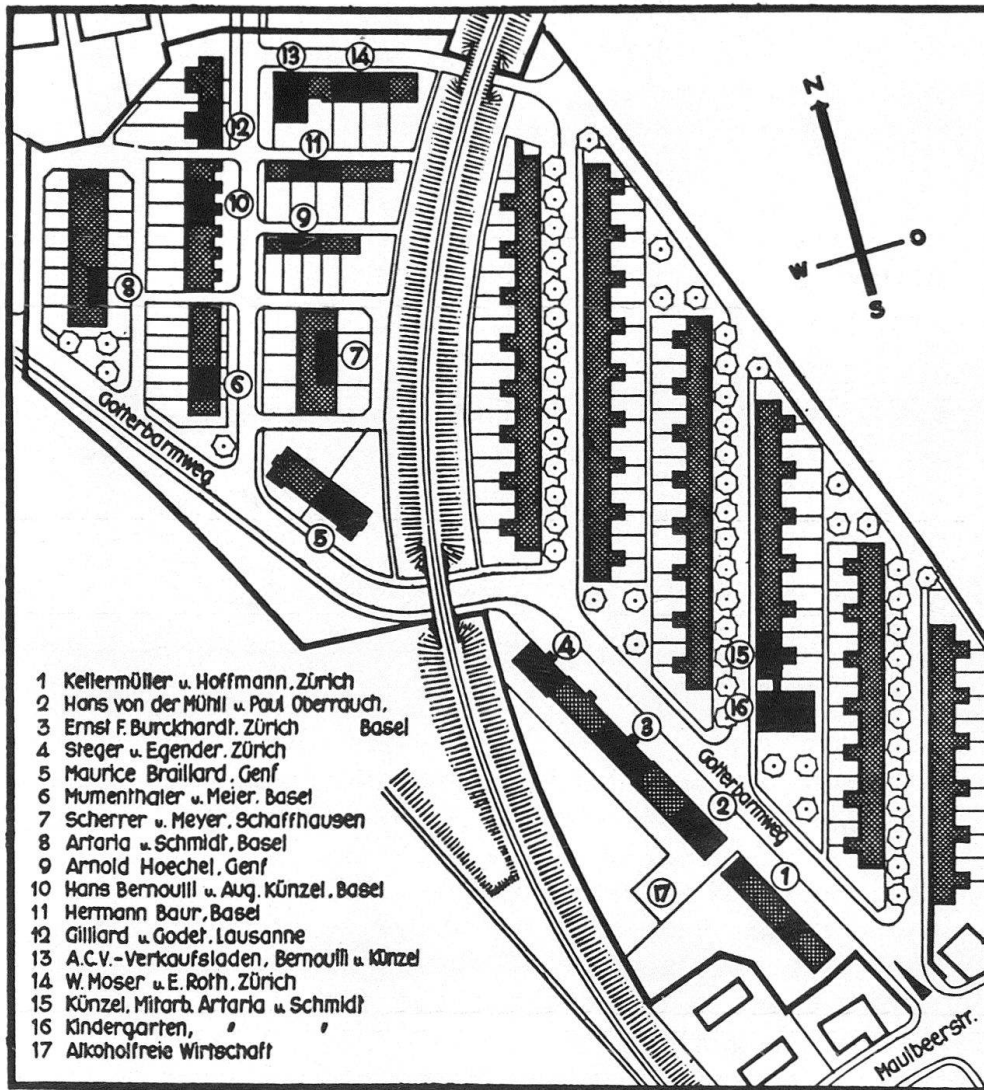 13
14
12
11
10
9
8
7
6
5
N
W
O
S
Gotterbarmweg
4
3
15
16
Gotterbarmweg
2
1
17
Maulbeerstr.
1 Kellermüller u. Hoffmann, Zürich
2 Hans von der Mühll u. Paul Oberrauch,
3 Ernst F. Burckhardt, Zürich Basel
4 Steger u. Egender, Zürich
5 Maurice Braillard, Genf
6 Mumenthaler u. Meier, Basel
7 Scherrer u. Meyer, Schaffhausen
8 Artaria u. Schmidt, Basel
9 Arnold Hoechel, Genf
10 Hans Bernoulli u. Aug. Künzel, Basel
11 Hermann Baur, Basel
12 Gilliard u. Godet, Lausanne
13 A.C.V.-Verkaufsladen, Bernoulli u. Künzel
14 W. Moser u. E. Roth, Zürich
15 Künzel, Mitarb. Artaria u. Schmidt
16 Kindergarten, " "
17 Alkoholfreie Wirtschaft